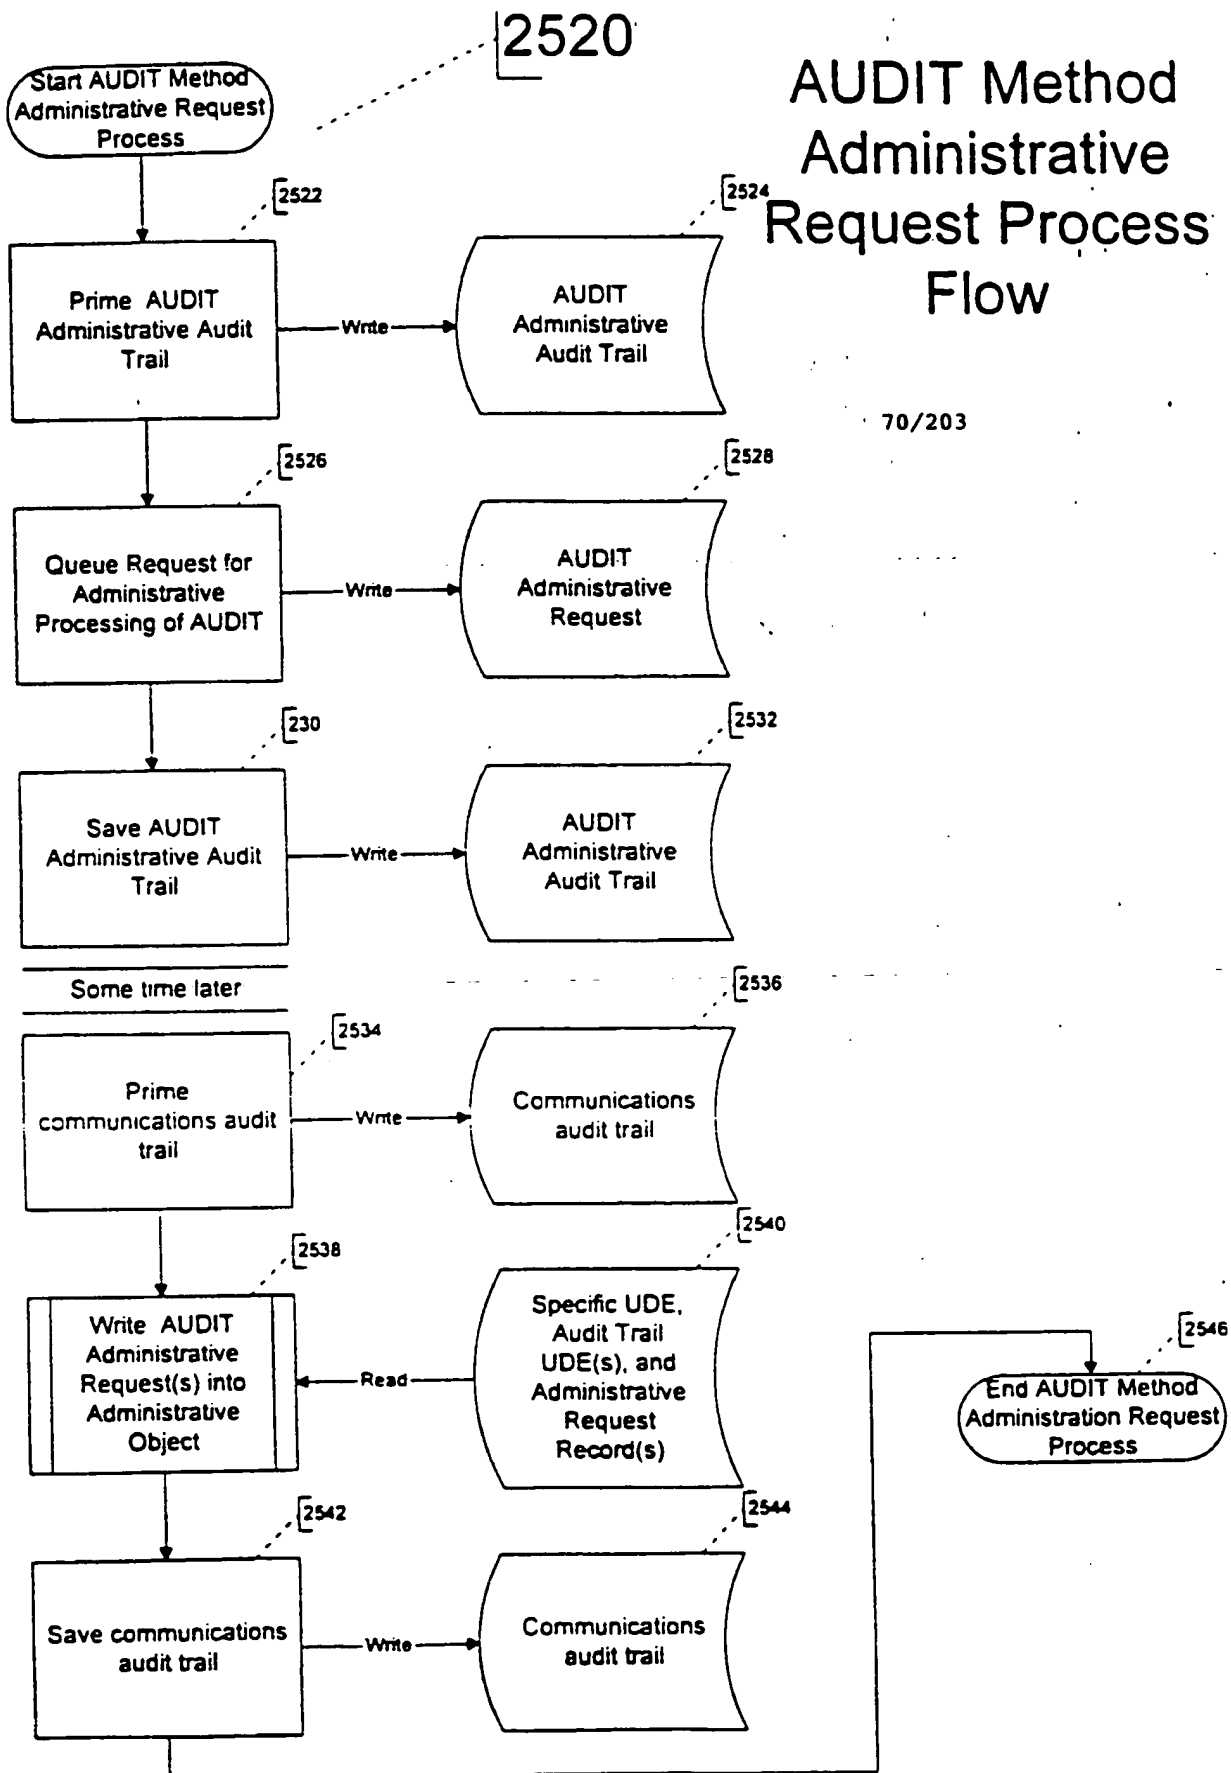 2520
AUDIT Method
Administrative
Request Process
Flow
70/203
Start AUDIT Method
Administrative Request
Process
2522
Prime AUDIT
Administrative Audit
Trail
Write
2524
AUDIT
Administrative
Audit Trail
2526
Queue Request for
Administrative
Processing of AUDIT
Write
2528
AUDIT
Administrative
Request
230
Save AUDIT
Administrative Audit
Trail
Write
2532
AUDIT
Administrative
Audit Trail
Some time later
2534
Prime
communications audit
trail
Write
2536
Communications
audit trail
2538
Write AUDIT
Administrative
Request(s) into
Administrative
Object
Read
2540
Specific UDE,
Audit Trail
UDE(s), and
Administrative
Request
Record(s)
2542
Save communications
audit trail
Write
2544
Communications
audit trail
2546
End AUDIT Method
Administration Request
Process